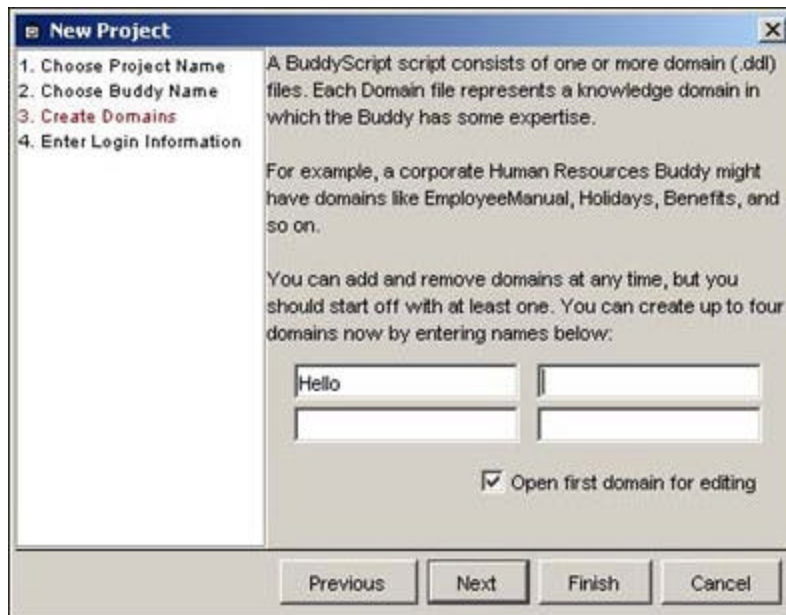 New Project
1. Choose Project Name
2. Choose Buddy Name
3. Create Domains
4. Enter Login Information
A BuddyScript script consists of one or more domain (.ddl)
files. Each Domain file represents a knowledge domain in
which the Buddy has some expertise.
For example, a corporate Human Resources Buddy might
have domains like EmployeeManual, Holidays, Benefits, and
so on.
You can add and remove domains at any time, but you
should start off with at least one. You can create up to four
domains now by entering names below:
Hello
Open first domain for editing
Previous Next Finish Cancel